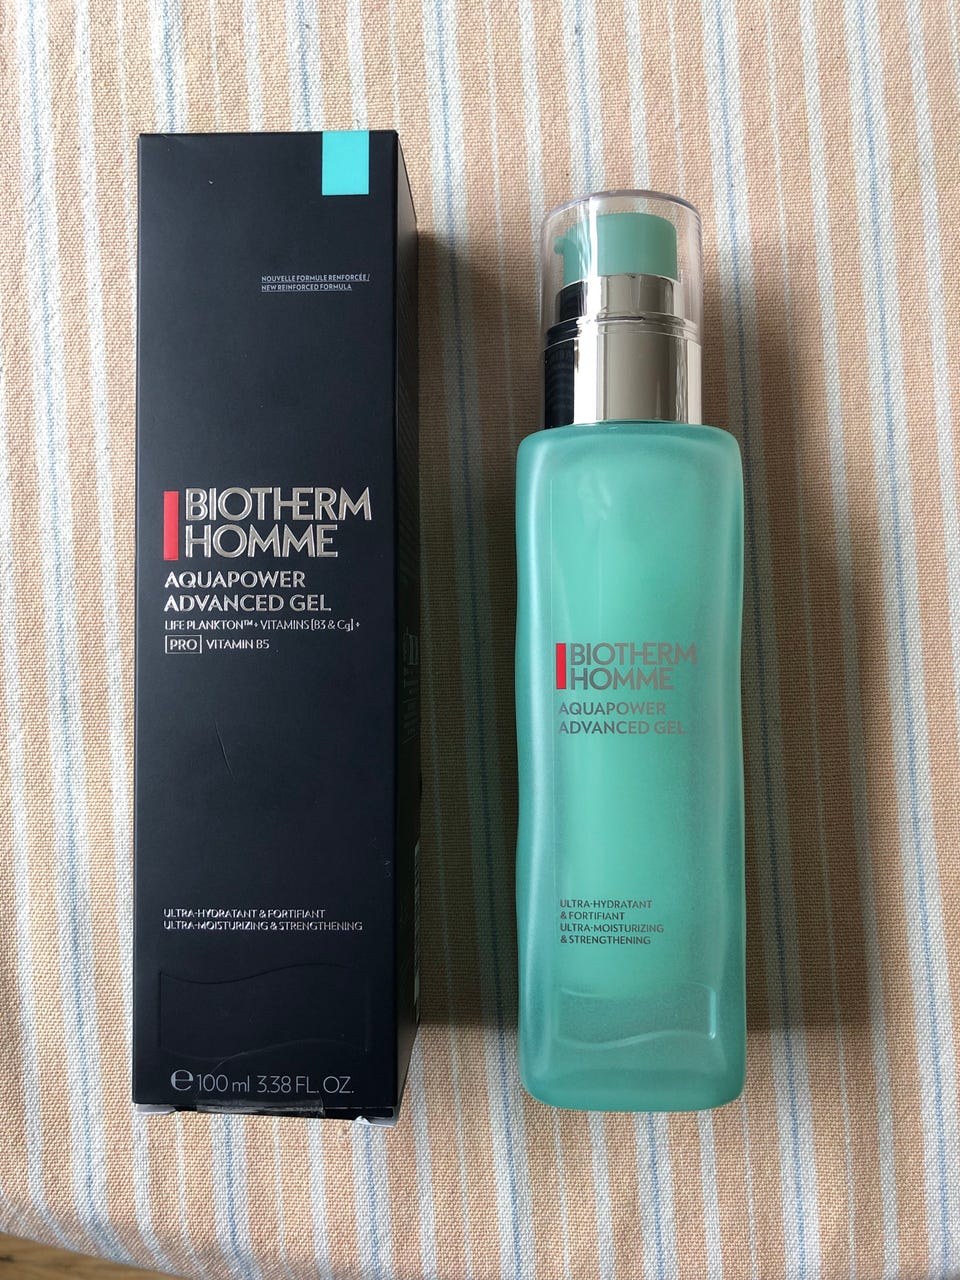 NOUVELLE FORMULE RENFORCÉE /
NEW REINFORCED FORMULA
BIOTHERM
HOMME
AQUAPOWER
ADVANCED GEL
LIFE PLANKTON™ + VITAMINS [B3 & Cg] +
PRO VITAMIN B5
ULTRA-HYDRATANT & FORTIFIANT
ULTRA-MOISTURIZING & STRENGTHENING
℮ 100 ml 3.38 FL. OZ.
BIOTHERM
HOMME
AQUAPOWER
ADVANCED GEL
ULTRA-HYDRATANT
& FORTIFIANT
ULTRA-MOISTURIZING
& STRENGTHENING